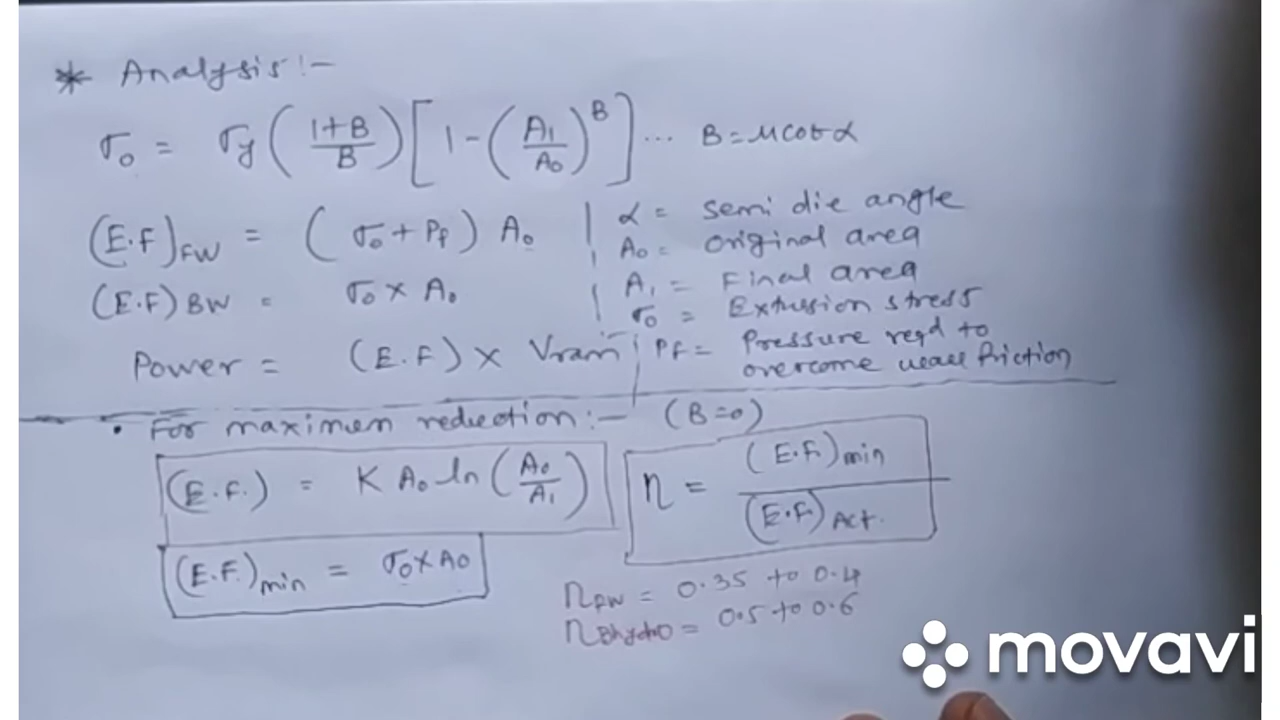 * Analysis :-
σ₀ = σy ( (1+B)/B ) [ 1 - ( A₁/A₀ )^B ] ... B = μ cot α
(E.F)FW = ( σ₀ + Pf ) A₀
(E.F) BW = σ₀ × A₀
Power = (E.F) × Vram
α = semi die angle
A₀ = original area
A₁ = Final area
σ₀ = Extrusion stress
Pf = Pressure reqd to
overcome wall friction
• For maximum reduction :- (B=0)
(E.F.) = K A₀ ln ( A₀/A₁ )
η = (E.F.)min / (E.F.) Act.
(E.F.)min = σ₀ × A₀
ηFW = 0.35 to 0.4
ηB hydro = 0.5 to 0.6
movavi